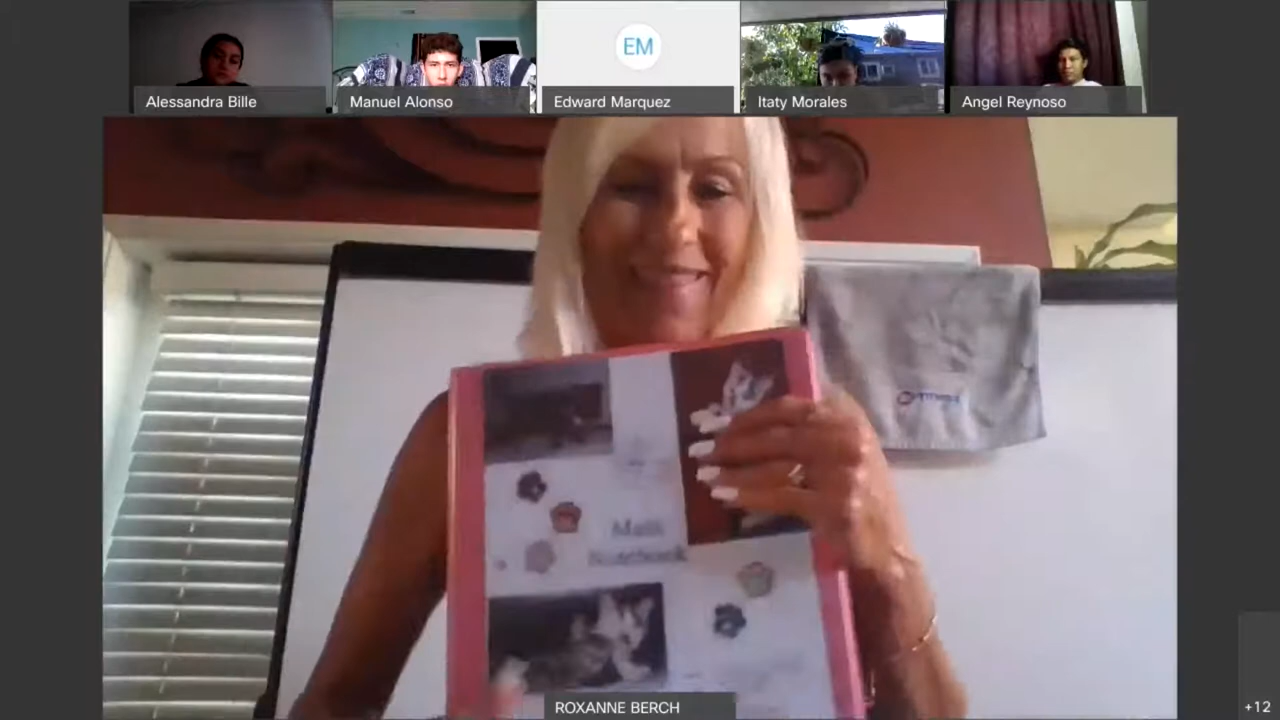 EM
Alessandra Bille
Manuel Alonso
Edward Marquez
Itaty Morales
Angel Reynoso
Math
Notebook
ROXANNE BERCH
+12